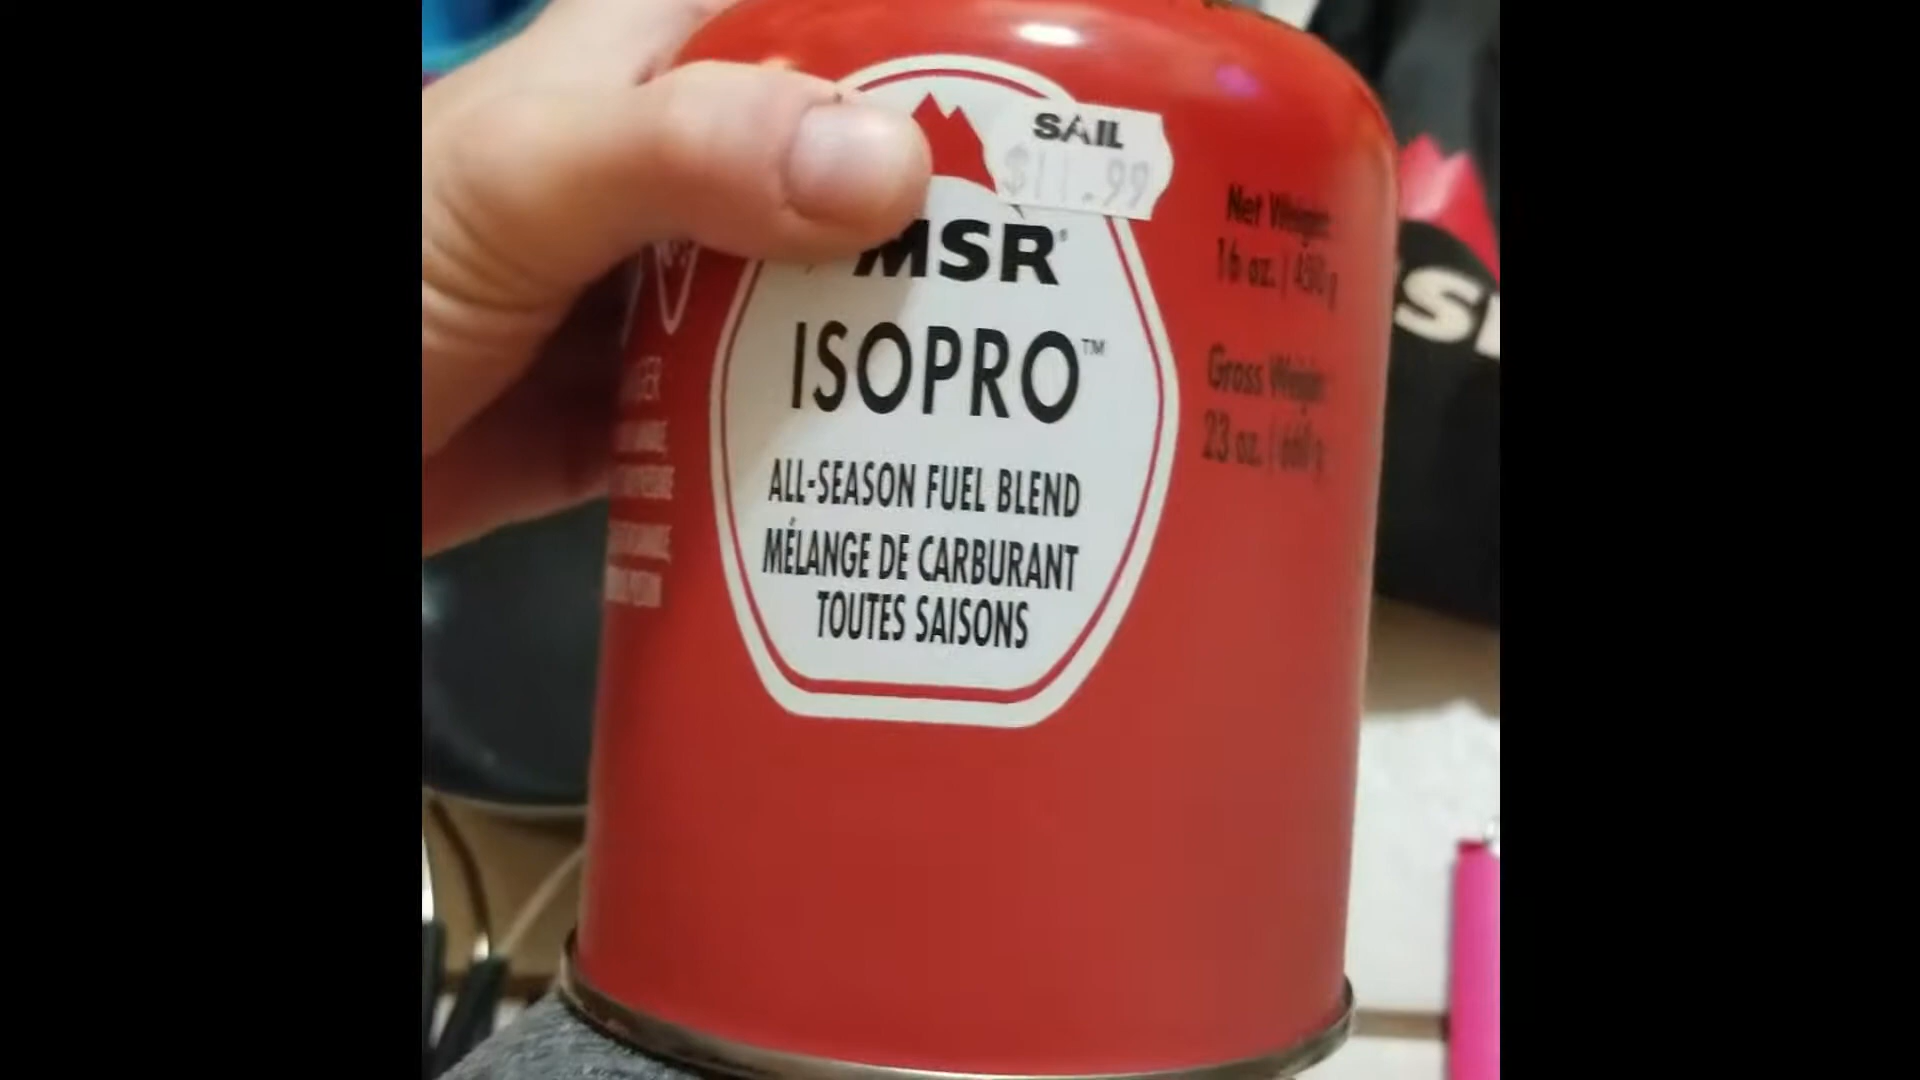 SAIL
$11.99
MSR
ISOPRO™
ALL-SEASON FUEL BLEND
MÉLANGE DE CARBURANT
TOUTES SAISONS
Net Weight:
16 oz. | 450 g
Gross Weight:
23 oz. |